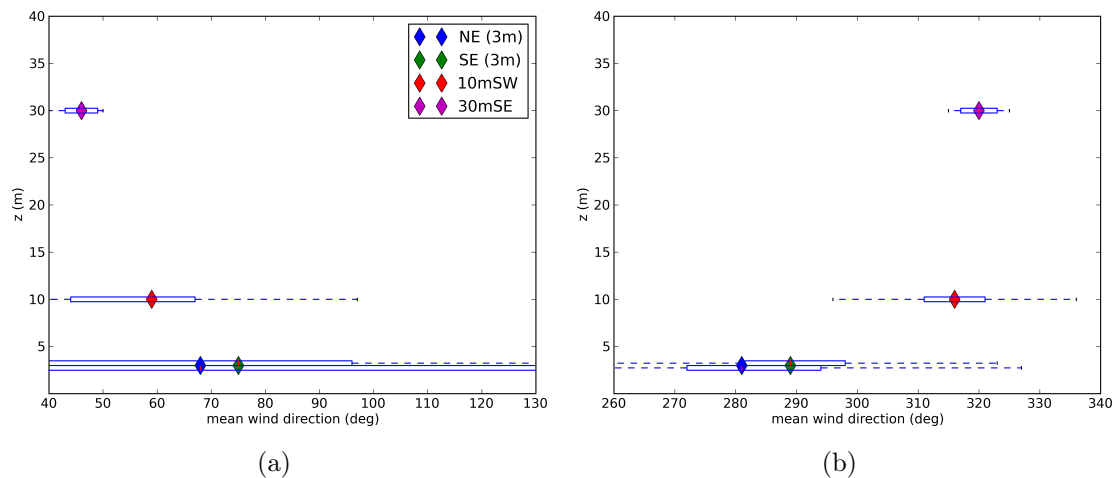 40
35
30
25
20
15
10
5
z (m)
40 50 60 70 80 90 100 110 120 130
mean wind direction (deg)
NE (3m)
SE (3m)
10mSW
30mSE
(a)
40
35
30
25
20
15
10
5
z (m)
260 270 280 290 300 310 320 330 340
mean wind direction (deg)
(b)